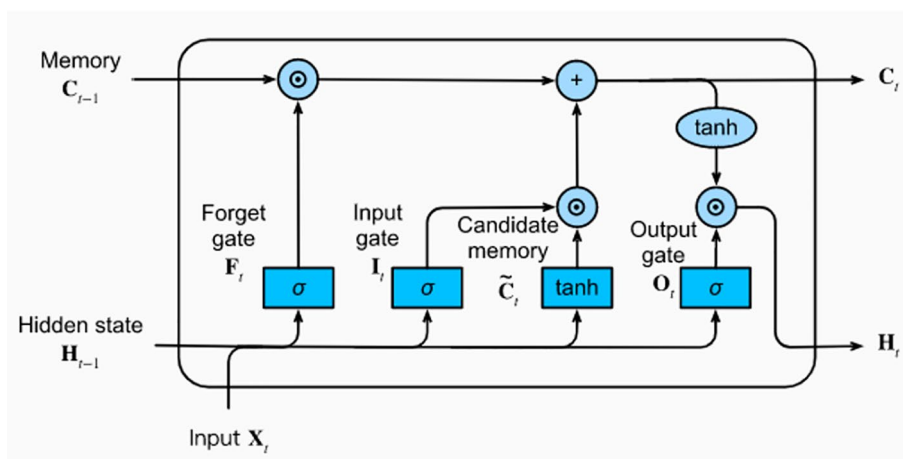 Memory
C_{t-1}
⊙
+
C_t
tanh
Forget
gate
F_t
Input
gate
I_t
Candidate
memory
C̃_t
⊙
Output
gate
O_t
⊙
σ
σ
tanh
σ
Hidden state
H_{t-1}
H_t
Input X_t